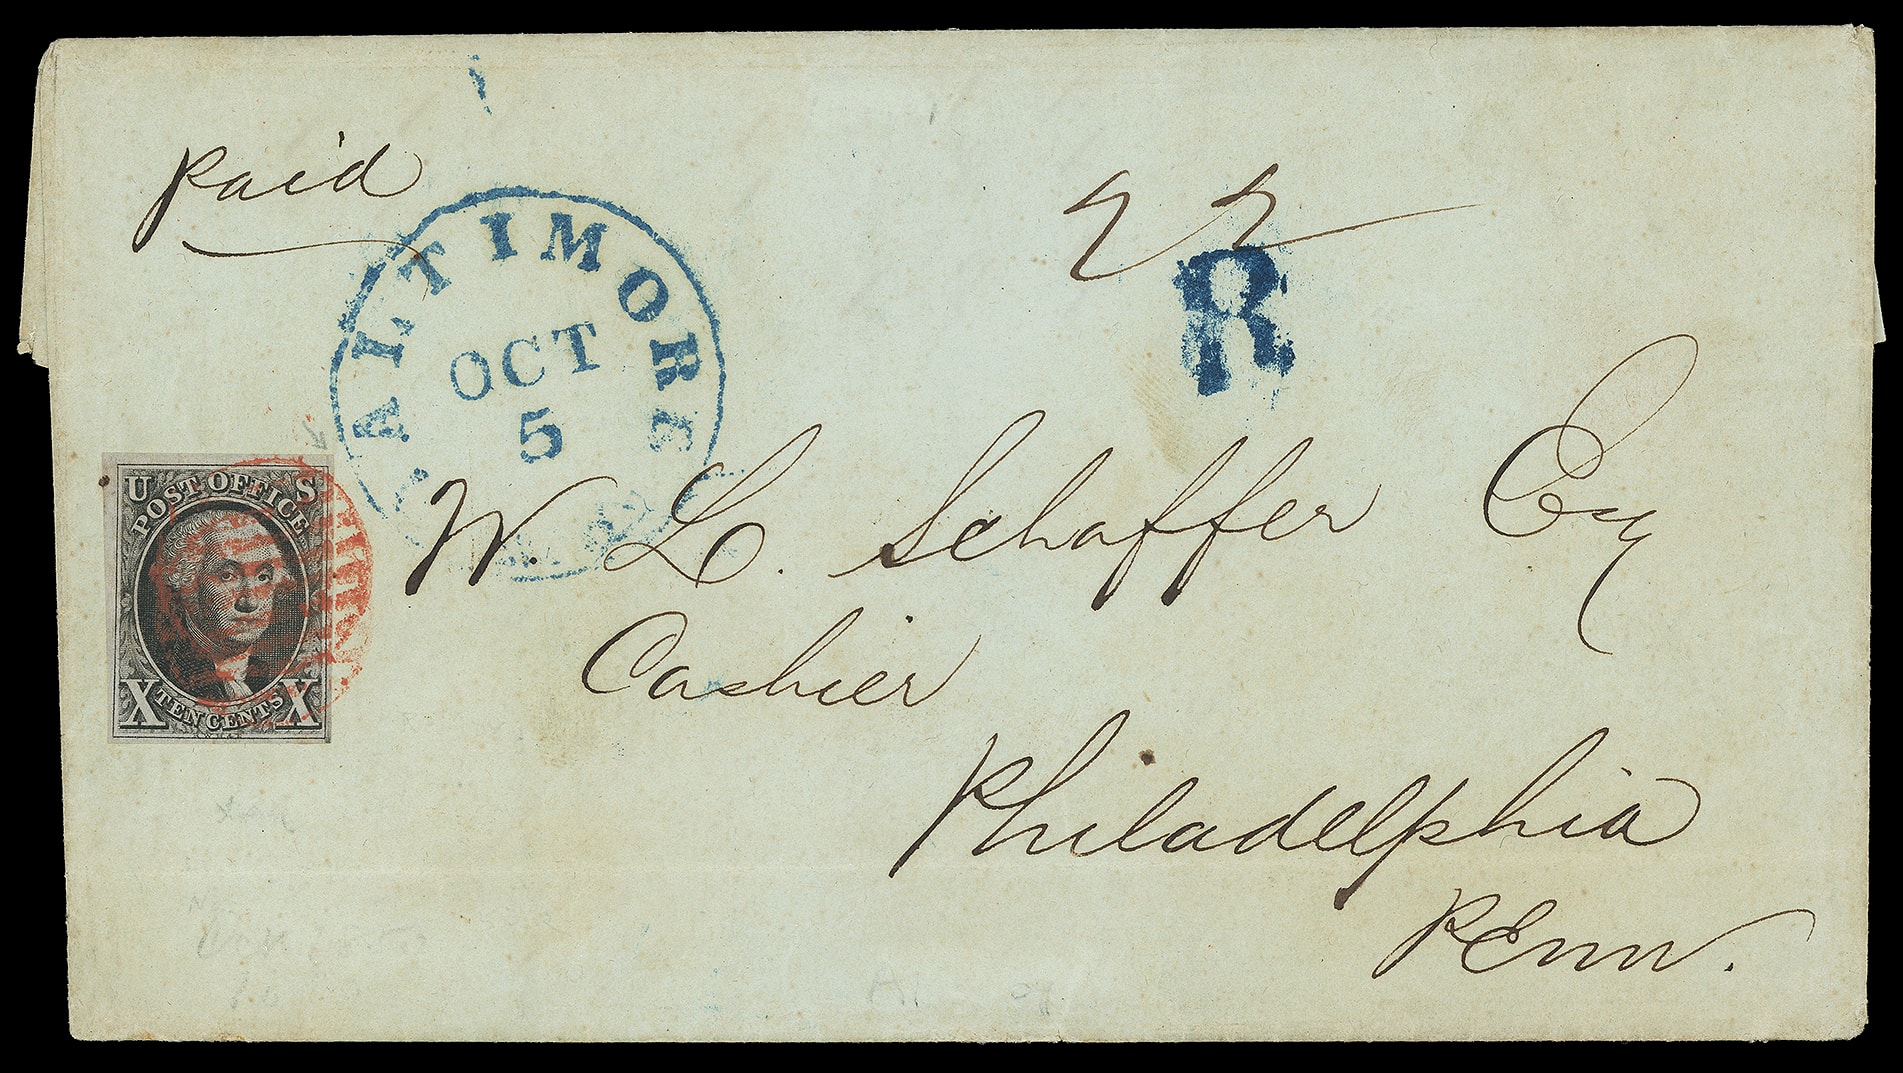 paid
BALTIMORE
OCT
5
R
U S
POST OFFICE
X TEN CENTS X
W. L. Schaffer Esq
Cashier
Philadelphia
Penn.